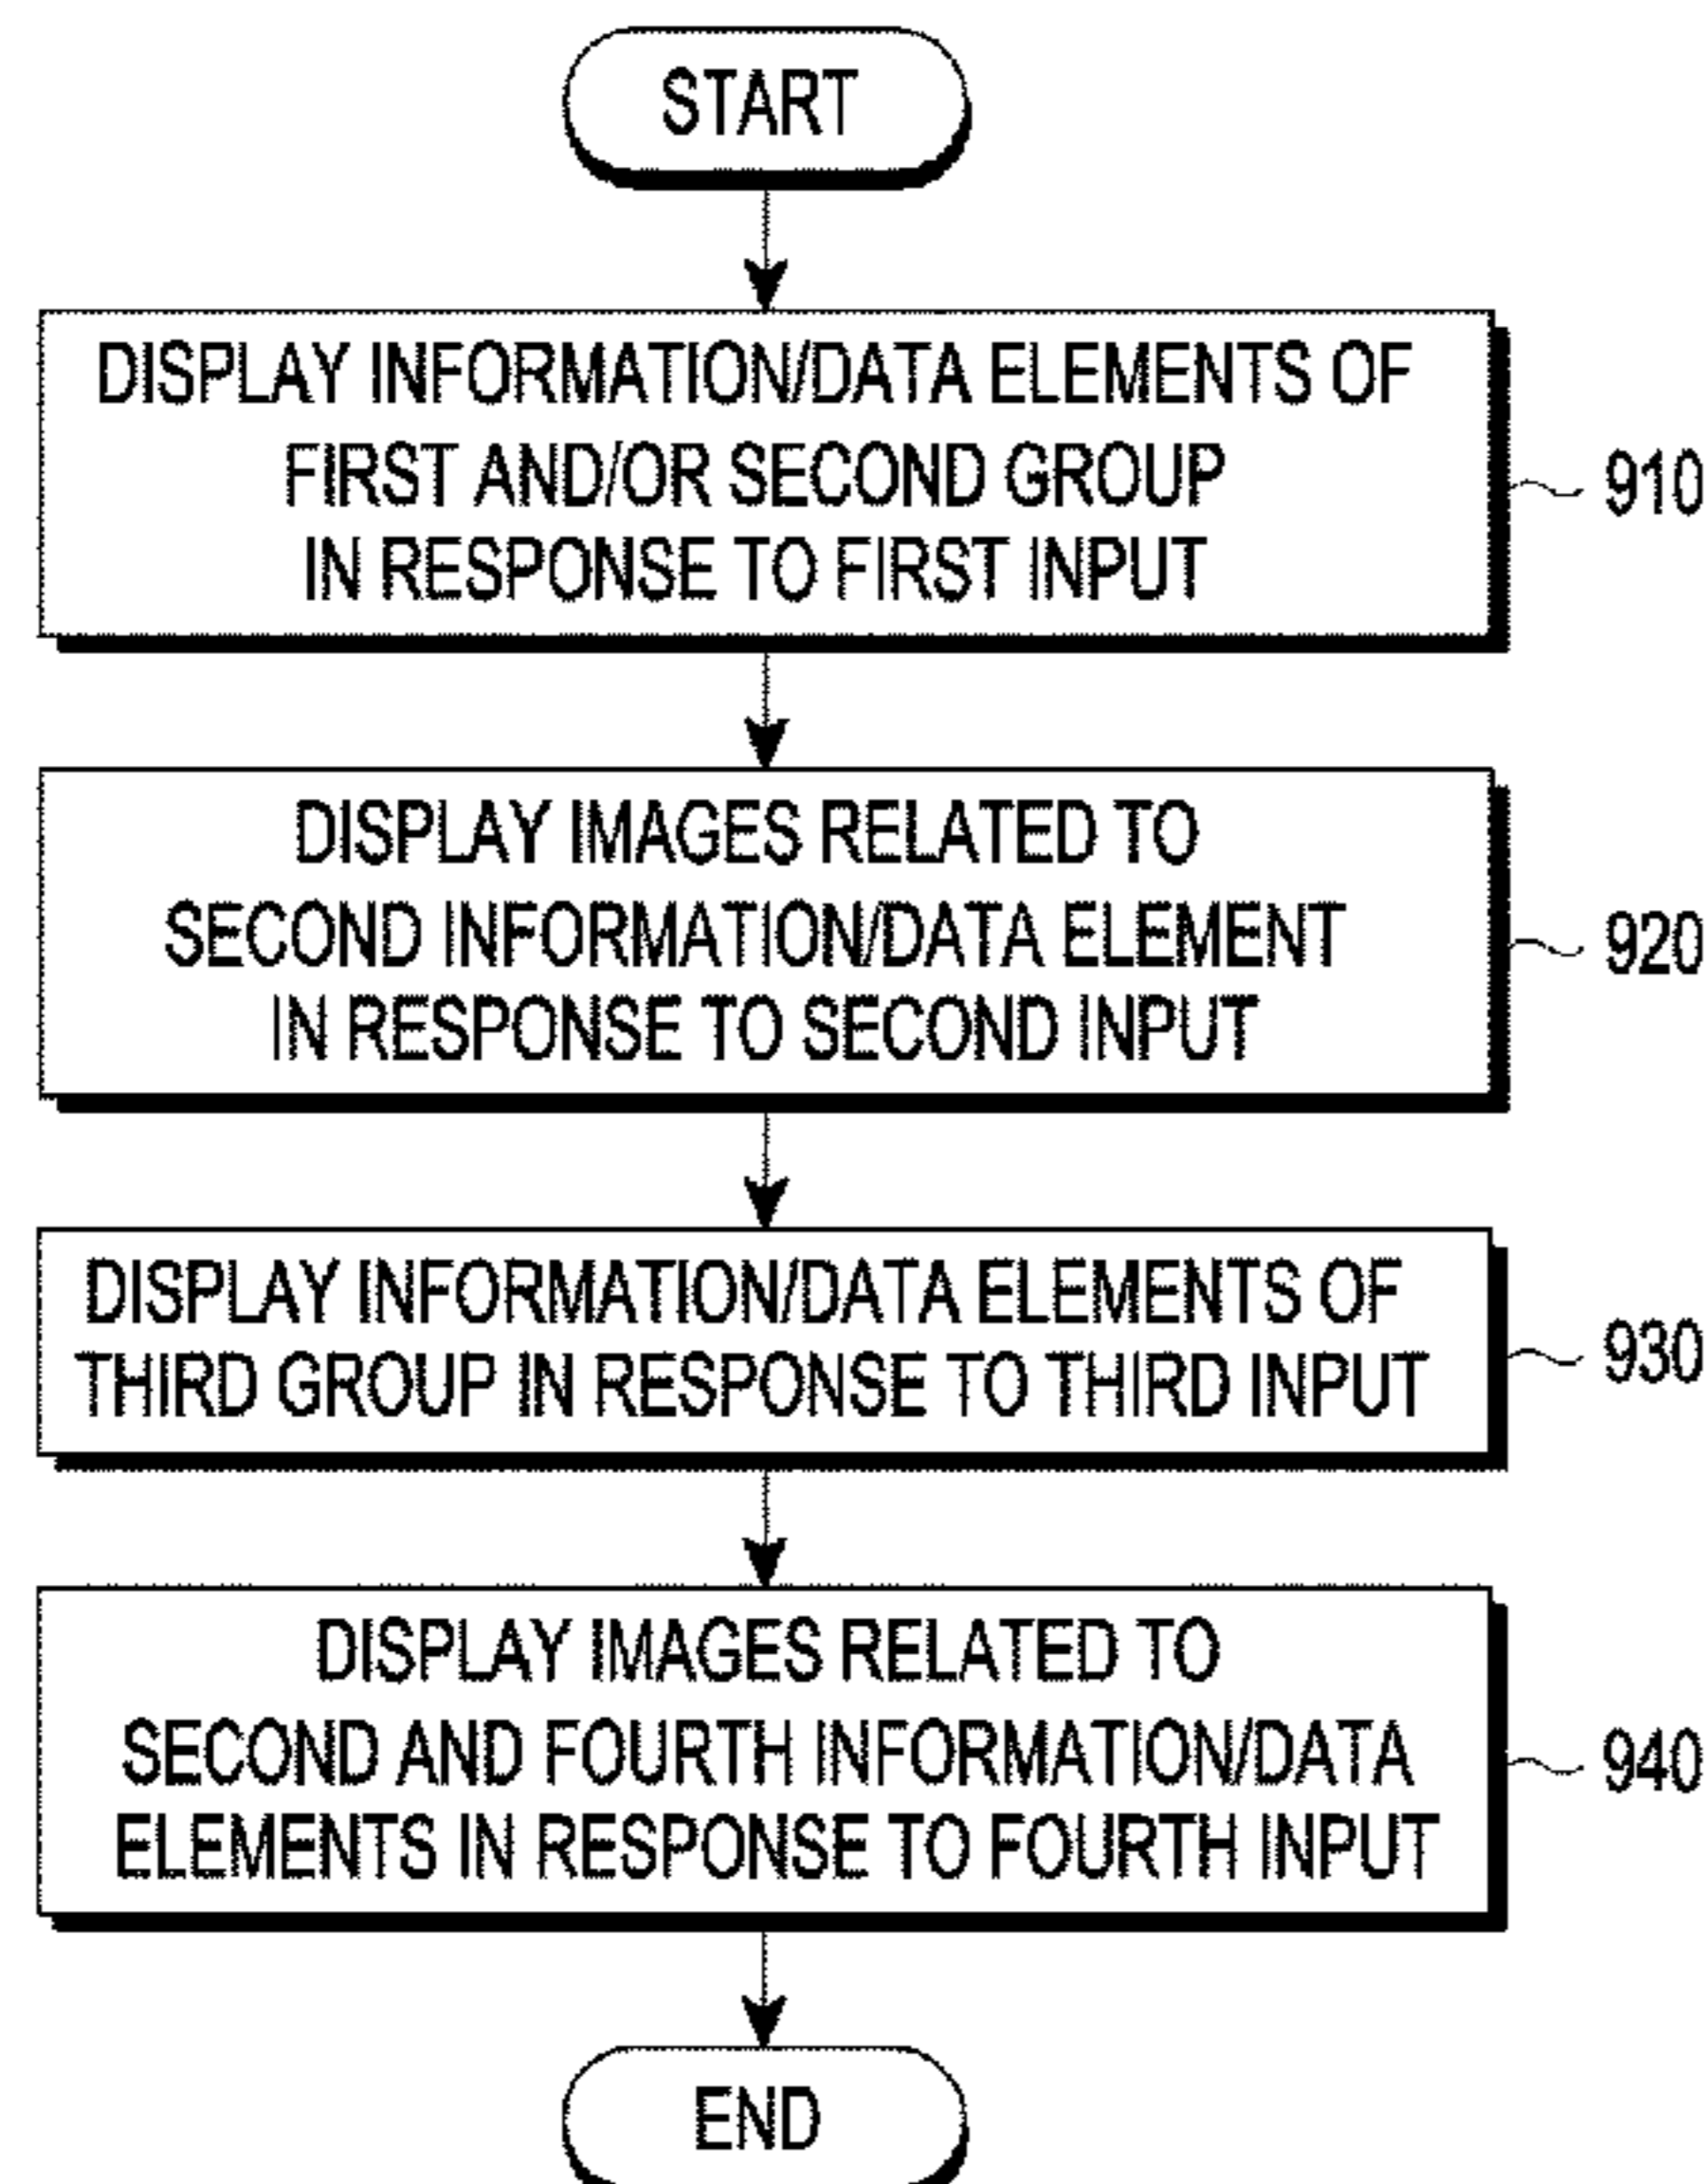 START
DISPLAY INFORMATION/DATA ELEMENTS OF
FIRST AND/OR SECOND GROUP
IN RESPONSE TO FIRST INPUT
910
DISPLAY IMAGES RELATED TO
SECOND INFORMATION/DATA ELEMENT
IN RESPONSE TO SECOND INPUT
920
DISPLAY INFORMATION/DATA ELEMENTS OF
THIRD GROUP IN RESPONSE TO THIRD INPUT
930
DISPLAY IMAGES RELATED TO
SECOND AND FOURTH INFORMATION/DATA
ELEMENTS IN RESPONSE TO FOURTH INPUT
940
END